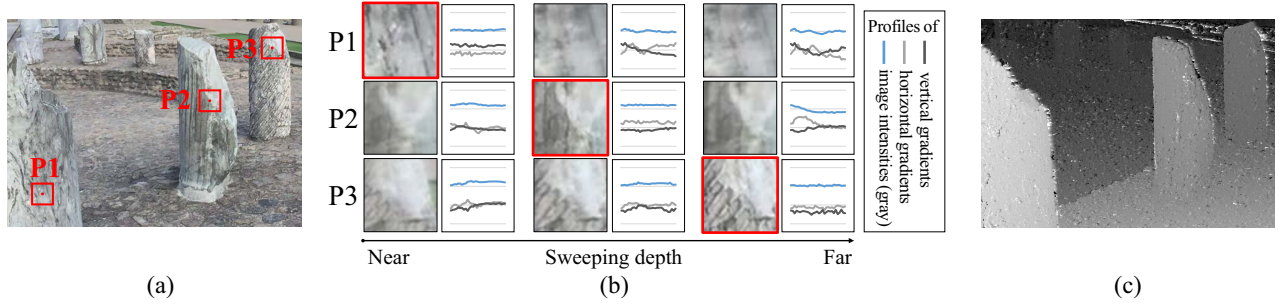 P1
P2
P3
P1
P2
P3
Near
Sweeping depth
Far
Profiles of
vertical gradients
horizontal gradients
image intensities (gray)
(a)
(b)
(c)